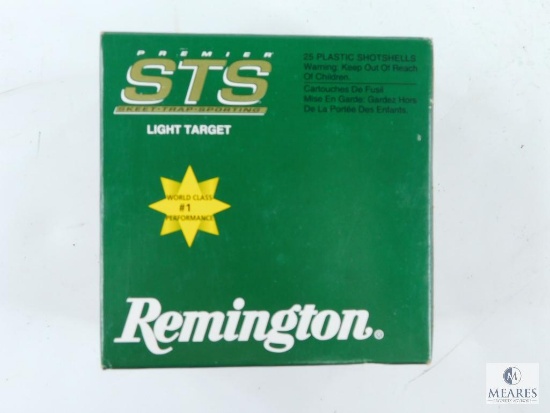 PREMIER
STS
SKEET-TRAP-SPORTING
LIGHT TARGET
25 PLASTIC SHOTSHELLS
Warning: Keep Out Of Reach
Of Children.
Cartouches De Fusil
Mise En Garde: Gardez Hors
De La Portée Des Enfants.
WORLD CLASS
#1
PERFORMANCE
Remington®
MEARES